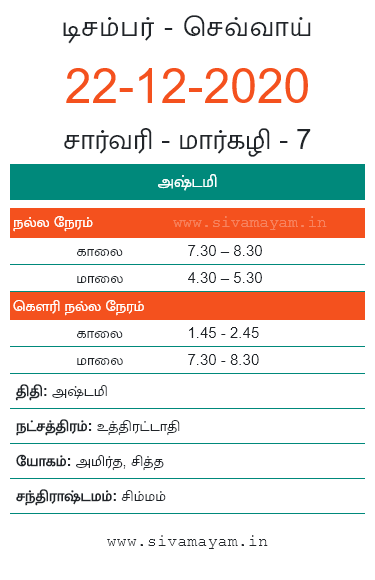 டிசம்பர் - செவ்வாய்
22-12-2020
சார்வரி - மார்கழி - 7
அஷ்டமி
நல்ல நேரம் www.sivamayam.in
காலை 7.30 – 8.30
மாலை 4.30 – 5.30
கௌரி நல்ல நேரம்
காலை 1.45 - 2.45
மாலை 7.30 - 8.30
திதி: அஷ்டமி
நட்சத்திரம்: உத்திரட்டாதி
யோகம்: அமிர்த, சித்த
சந்திராஷ்டமம்: சிம்மம்
www.sivamayam.in